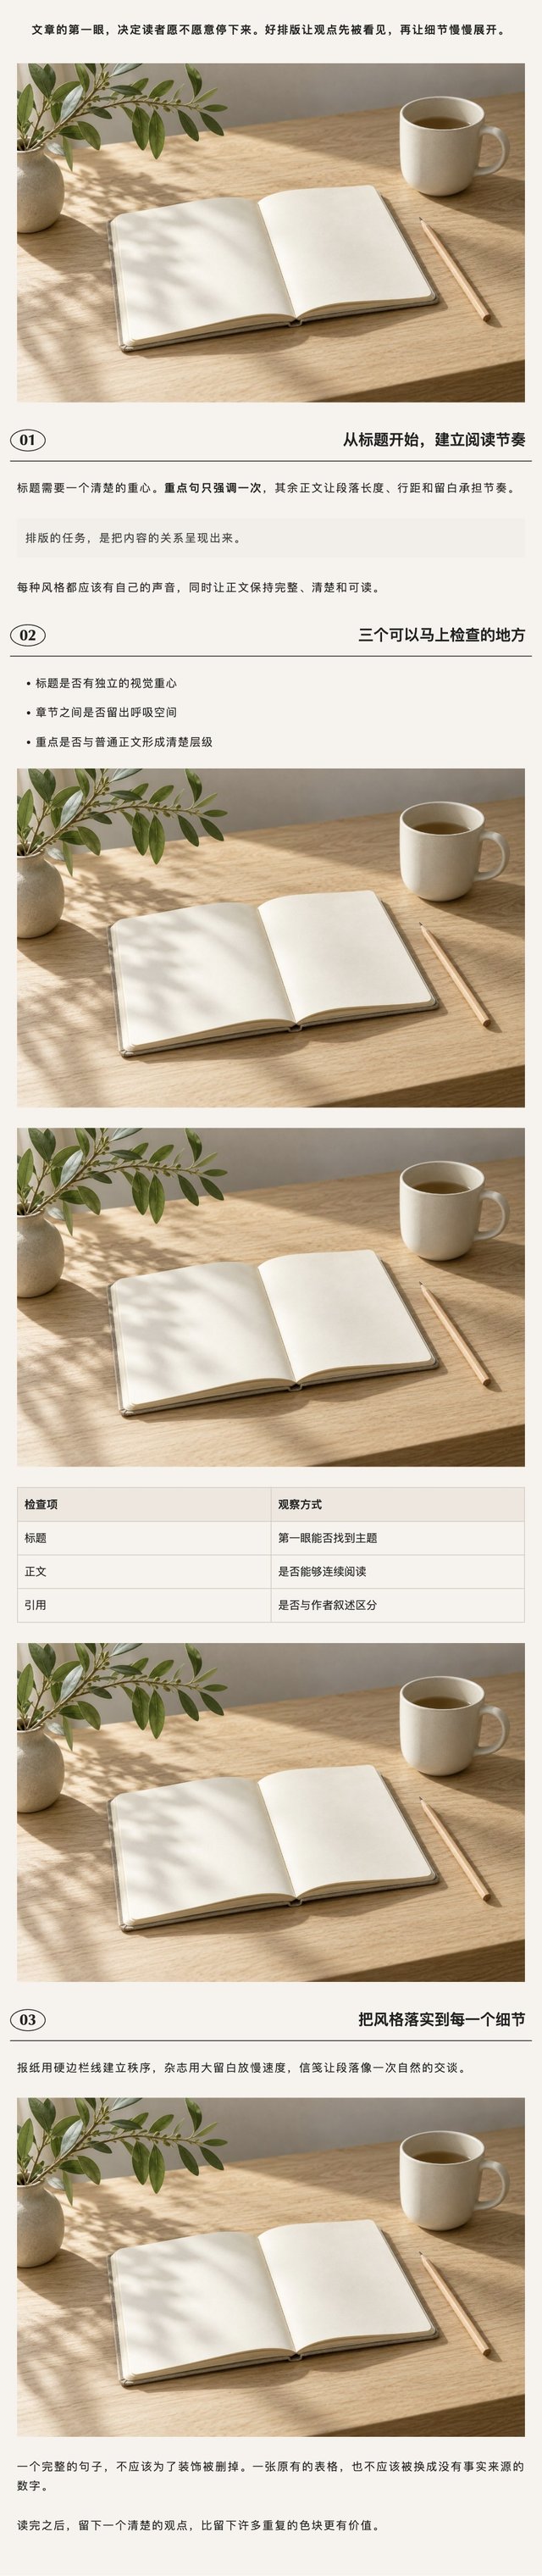 文章的第一眼，决定读者愿不愿意停下来。好排版让观点先被看见，再让细节慢慢展开。
01
从标题开始，建立阅读节奏
标题需要一个清楚的重心。重点句只强调一次，其余正文让段落长度、行距和留白承担节奏。
排版的任务，是把内容的关系呈现出来。
每种风格都应该有自己的声音，同时让正文保持完整、清楚和可读。
02
三个可以马上检查的地方
• 标题是否有独立的视觉重心
• 章节之间是否留出呼吸空间
• 重点是否与普通正文形成清楚层级
检查项 观察方式
标题 第一眼能否找到主题
正文 是否能够连续阅读
引用 是否与作者叙述区分
03
把风格落实到每一个细节
报纸用硬边栏线建立秩序，杂志用大留白放慢速度，信笺让段落像一次自然的交谈。
一个完整的句子，不应该为了装饰被删掉。一张原有的表格，也不应该被换成没有事实来源的
数字。
读完之后，留下一个清楚的观点，比留下许多重复的色块更有价值。